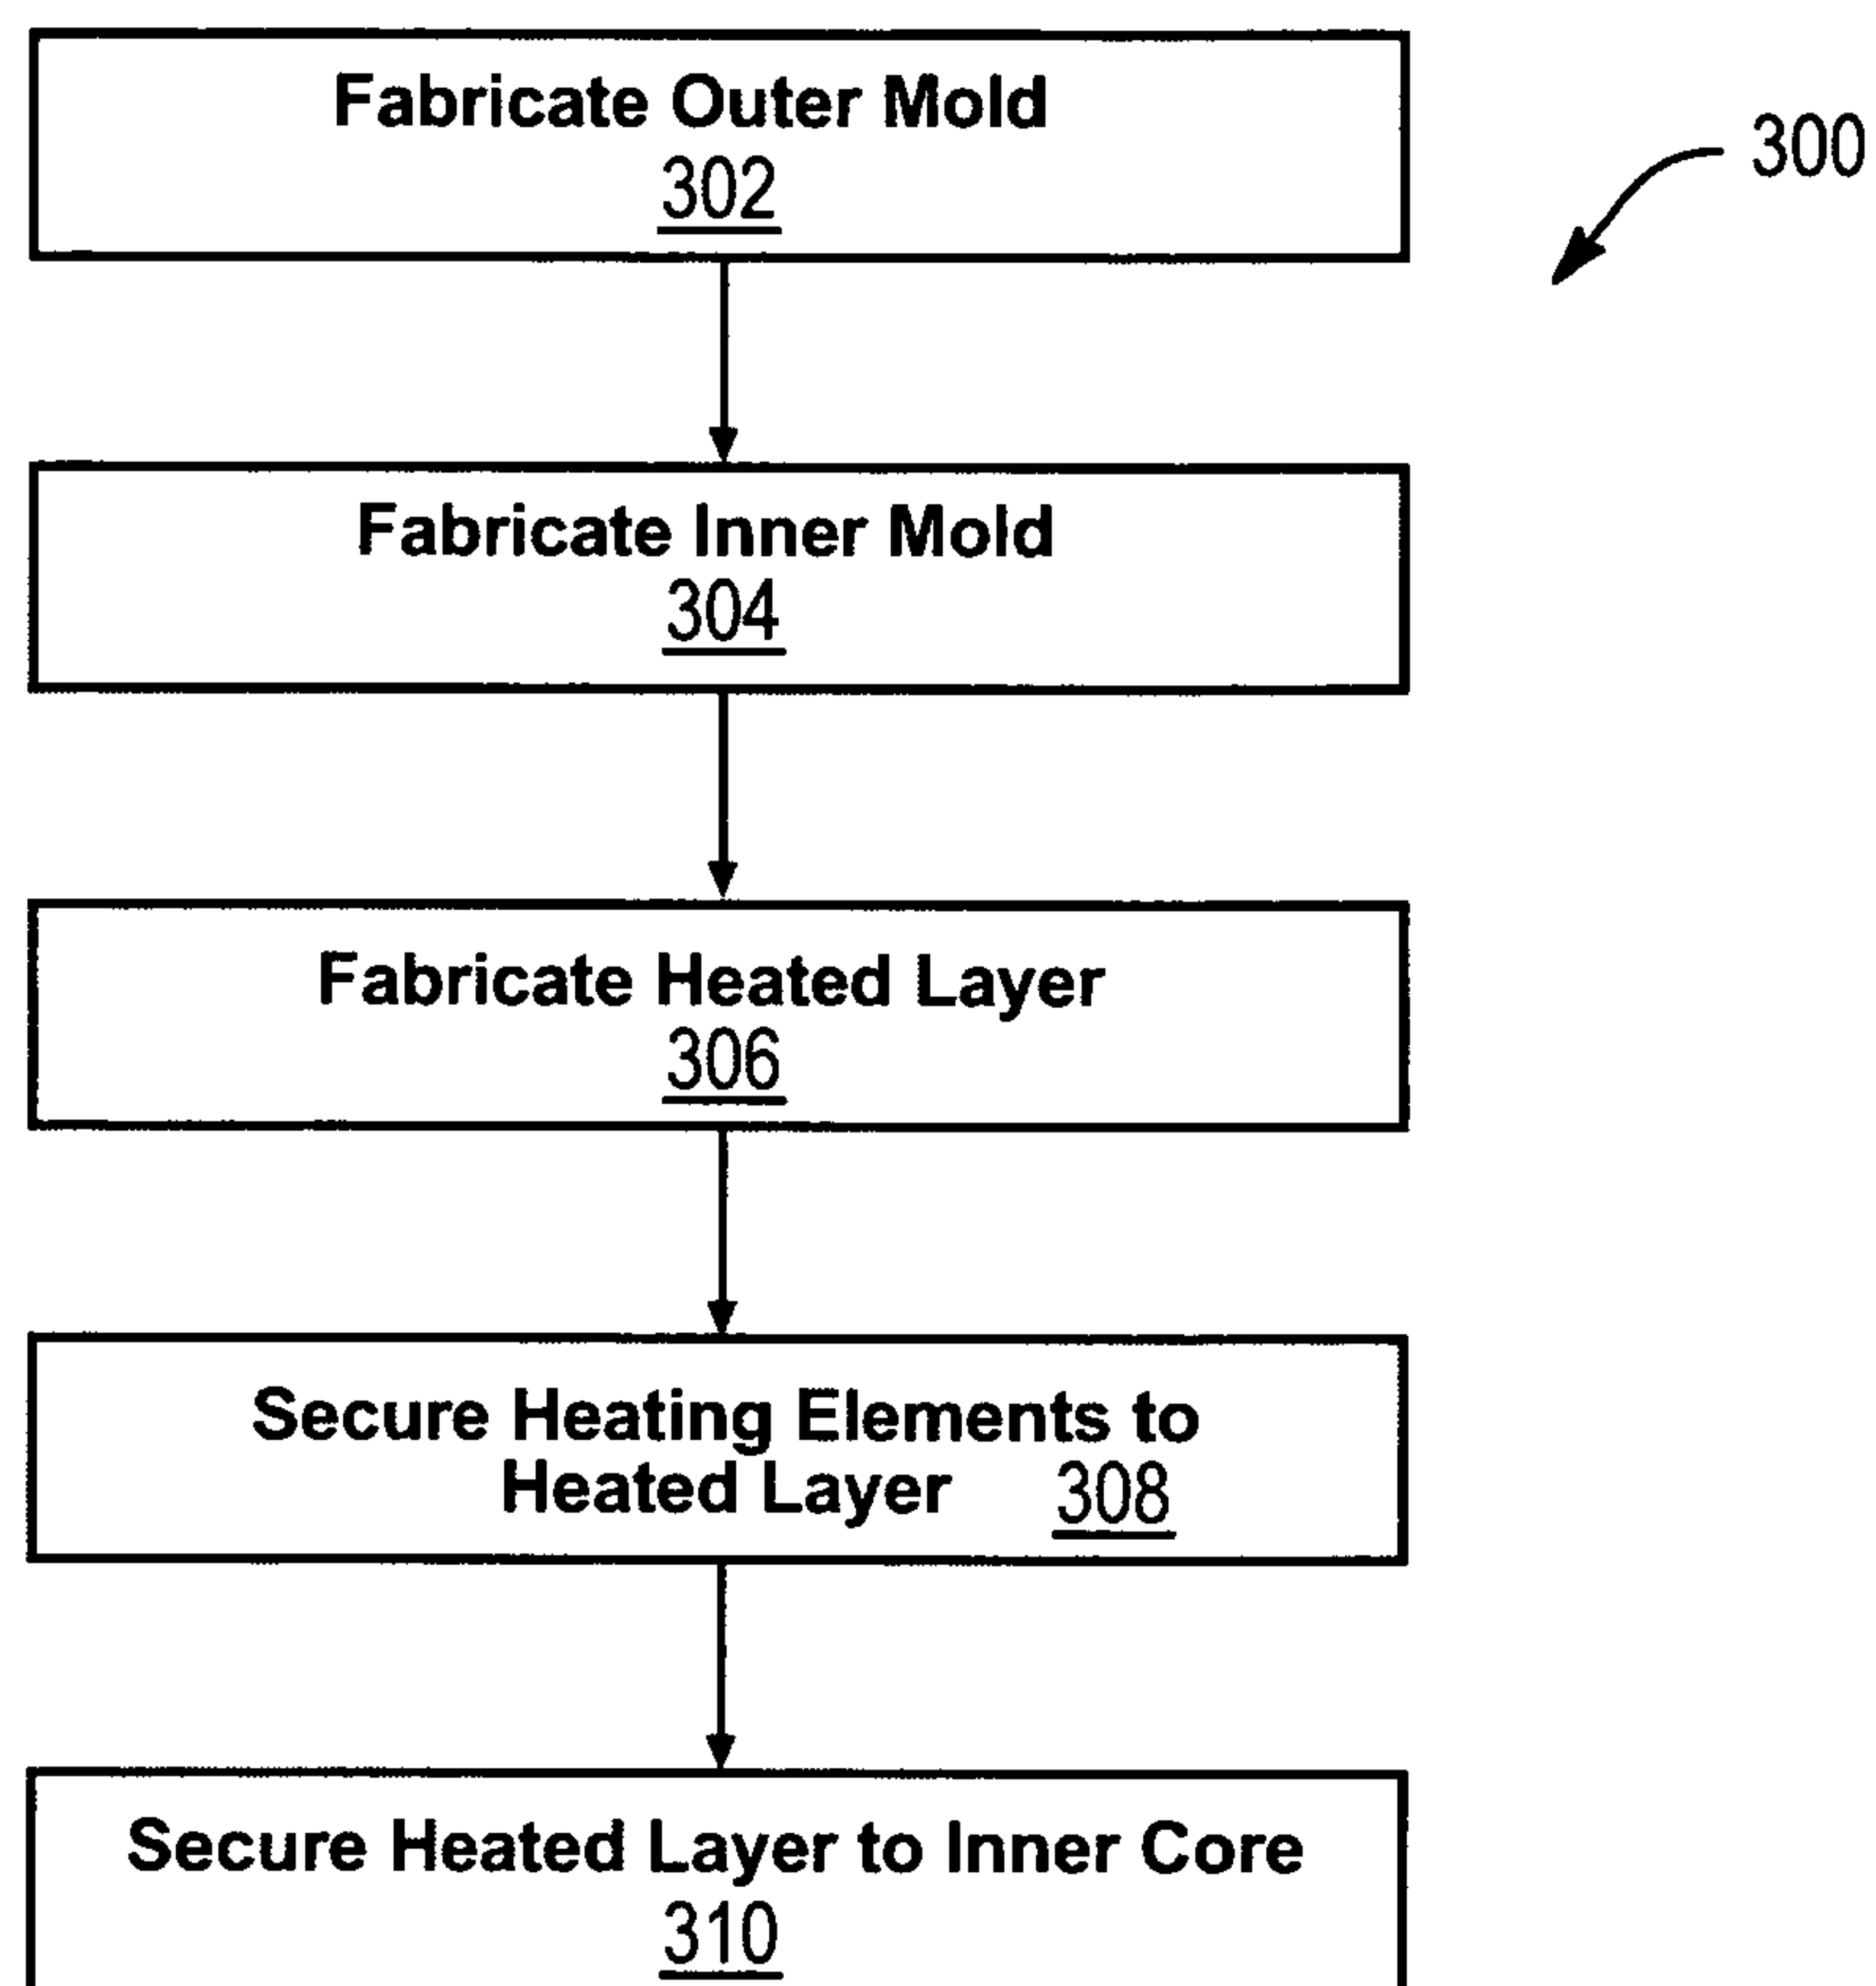 Fabricate Outer Mold
302
300
Fabricate Inner Mold
304
Fabricate Heated Layer
306
Secure Heating Elements to
Heated Layer 308
Secure Heated Layer to Inner Core
310